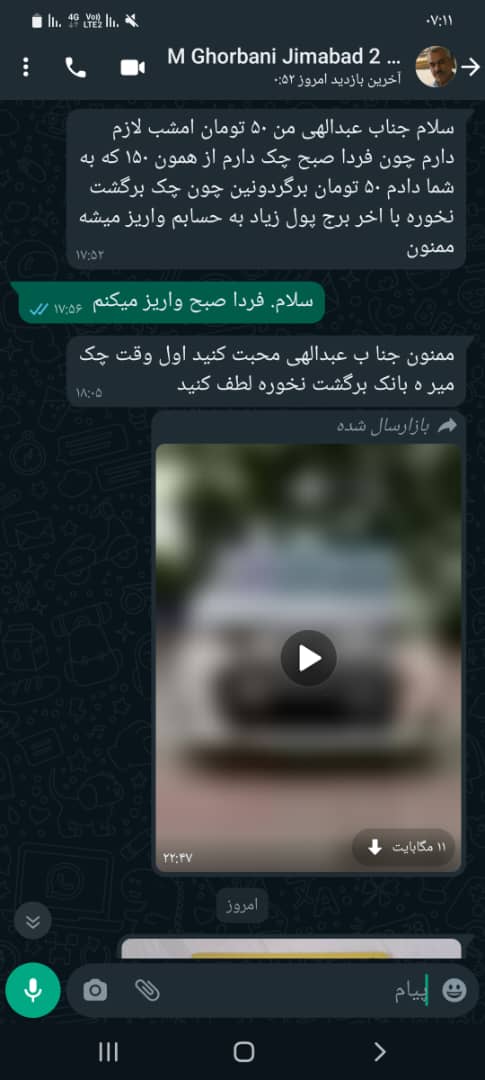 ۰۷:۱۱
4G
Vo)
LTE2
M Ghorbani Jimabad 2 ...
آخرین بازدید امروز ۰:۵۲
سلام جناب عبدالهی من ۵۰ تومان امشب لازم
دارم چون فردا صبح چک دارم از همون ۱۵۰ که به
شما دادم ۵۰ تومان برگردونین چون چک برگشت
نخوره با اخر برج پول زیاد به حسابم واریز میشه
ممنون
۱۷:۵۲
سلام. فردا صبح واریز میکنم
۱۷:۵۶
ممنون جنا ب عبدالهی محبت کنید اول وقت چک
میر ه بانک برگشت نخوره لطف کنید
۱۸:۰۵
بازارسال شده
۱۱ مگابایت
۲۲:۴۷
امروز
پیام